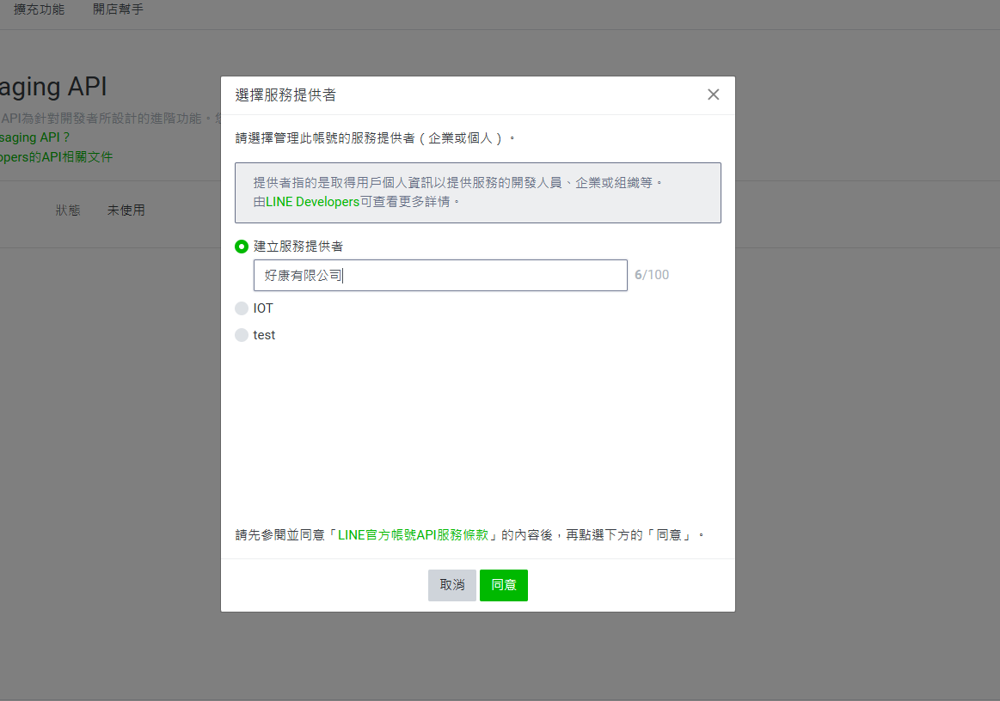 擴充功能 開店幫手
aging API
API為針對開發者所設計的進階功能。
saging API？
opers的API相關文件
狀態 未使用
選擇服務提供者
請選擇管理此帳號的服務提供者（企業或個人）。
提供者指的是取得用戶個人資訊以提供服務的開發人員、企業或組織等。
由LINE Developers可查看更多詳情。
建立服務提供者
好康有限公司 6/100
IOT
test
請先參閱並同意「LINE官方帳號API服務條款」的內容後，再點選下方的「同意」。
取消 同意